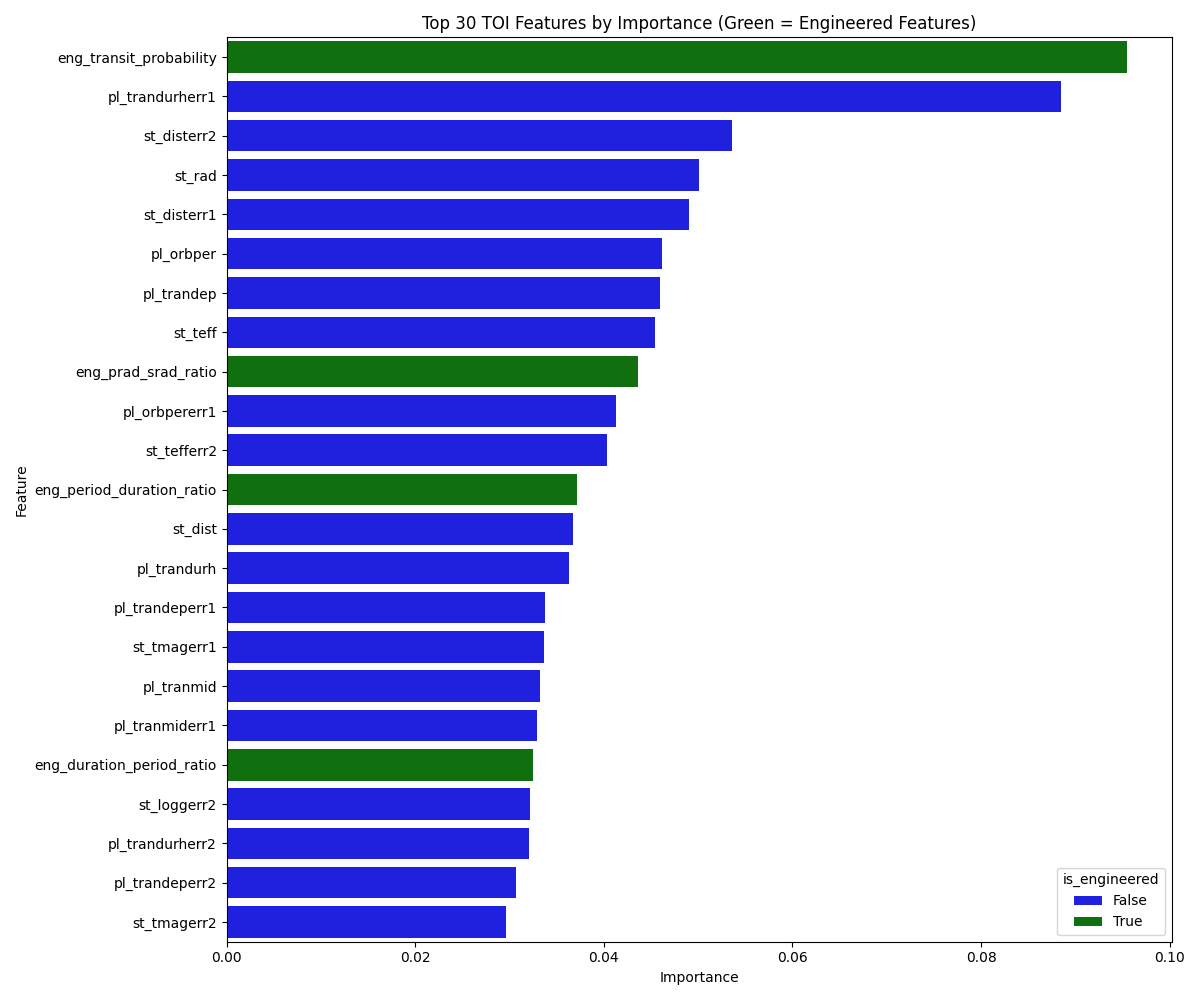 Top 30 TOI Features by Importance (Green = Engineered Features)
Feature
eng_transit_probability
pl_trandurherr1
st_disterr2
st_rad
st_disterr1
pl_orbper
pl_trandep
st_teff
eng_prad_srad_ratio
pl_orbpererr1
st_tefferr2
eng_period_duration_ratio
st_dist
pl_trandurh
pl_trandeperr1
st_tmagerr1
pl_tranmid
pl_tranmiderr1
eng_duration_period_ratio
st_loggerr2
pl_trandurherr2
pl_trandeperr2
st_tmagerr2
is_engineered
False
True
0.00 0.02 0.04 0.06 0.08 0.10
Importance